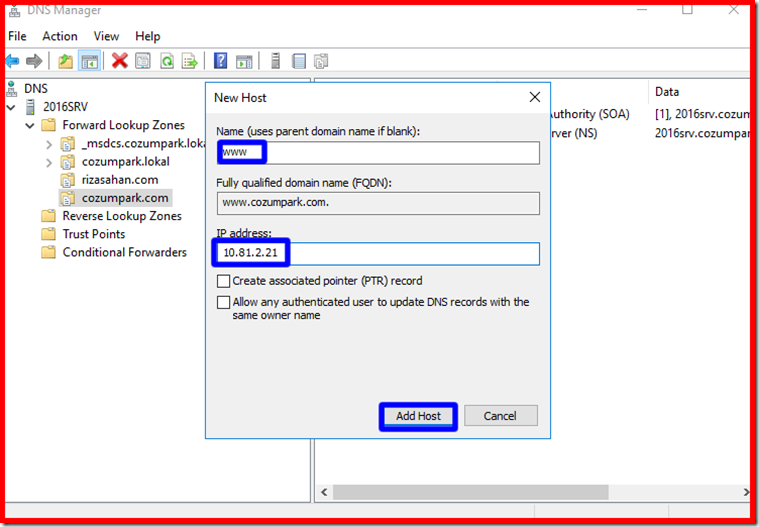 DNS Manager
File Action View Help
DNS
2016SRV
Forward Lookup Zones
_msdcs.cozumpark.loka
cozumpark.lokal
rizasahan.com
cozumpark.com
Reverse Lookup Zones
Trust Points
Conditional Forwarders
New Host
Name (uses parent domain name if blank):
www
Fully qualified domain name (FQDN):
www.cozumpark.com.
IP address:
10.81.2.21
Create associated pointer (PTR) record
Allow any authenticated user to update DNS records with the
same owner name
Add Host Cancel
Data
uthority (SOA) [1], 2016srv.cozum
rver (NS) 2016srv.cozumpark